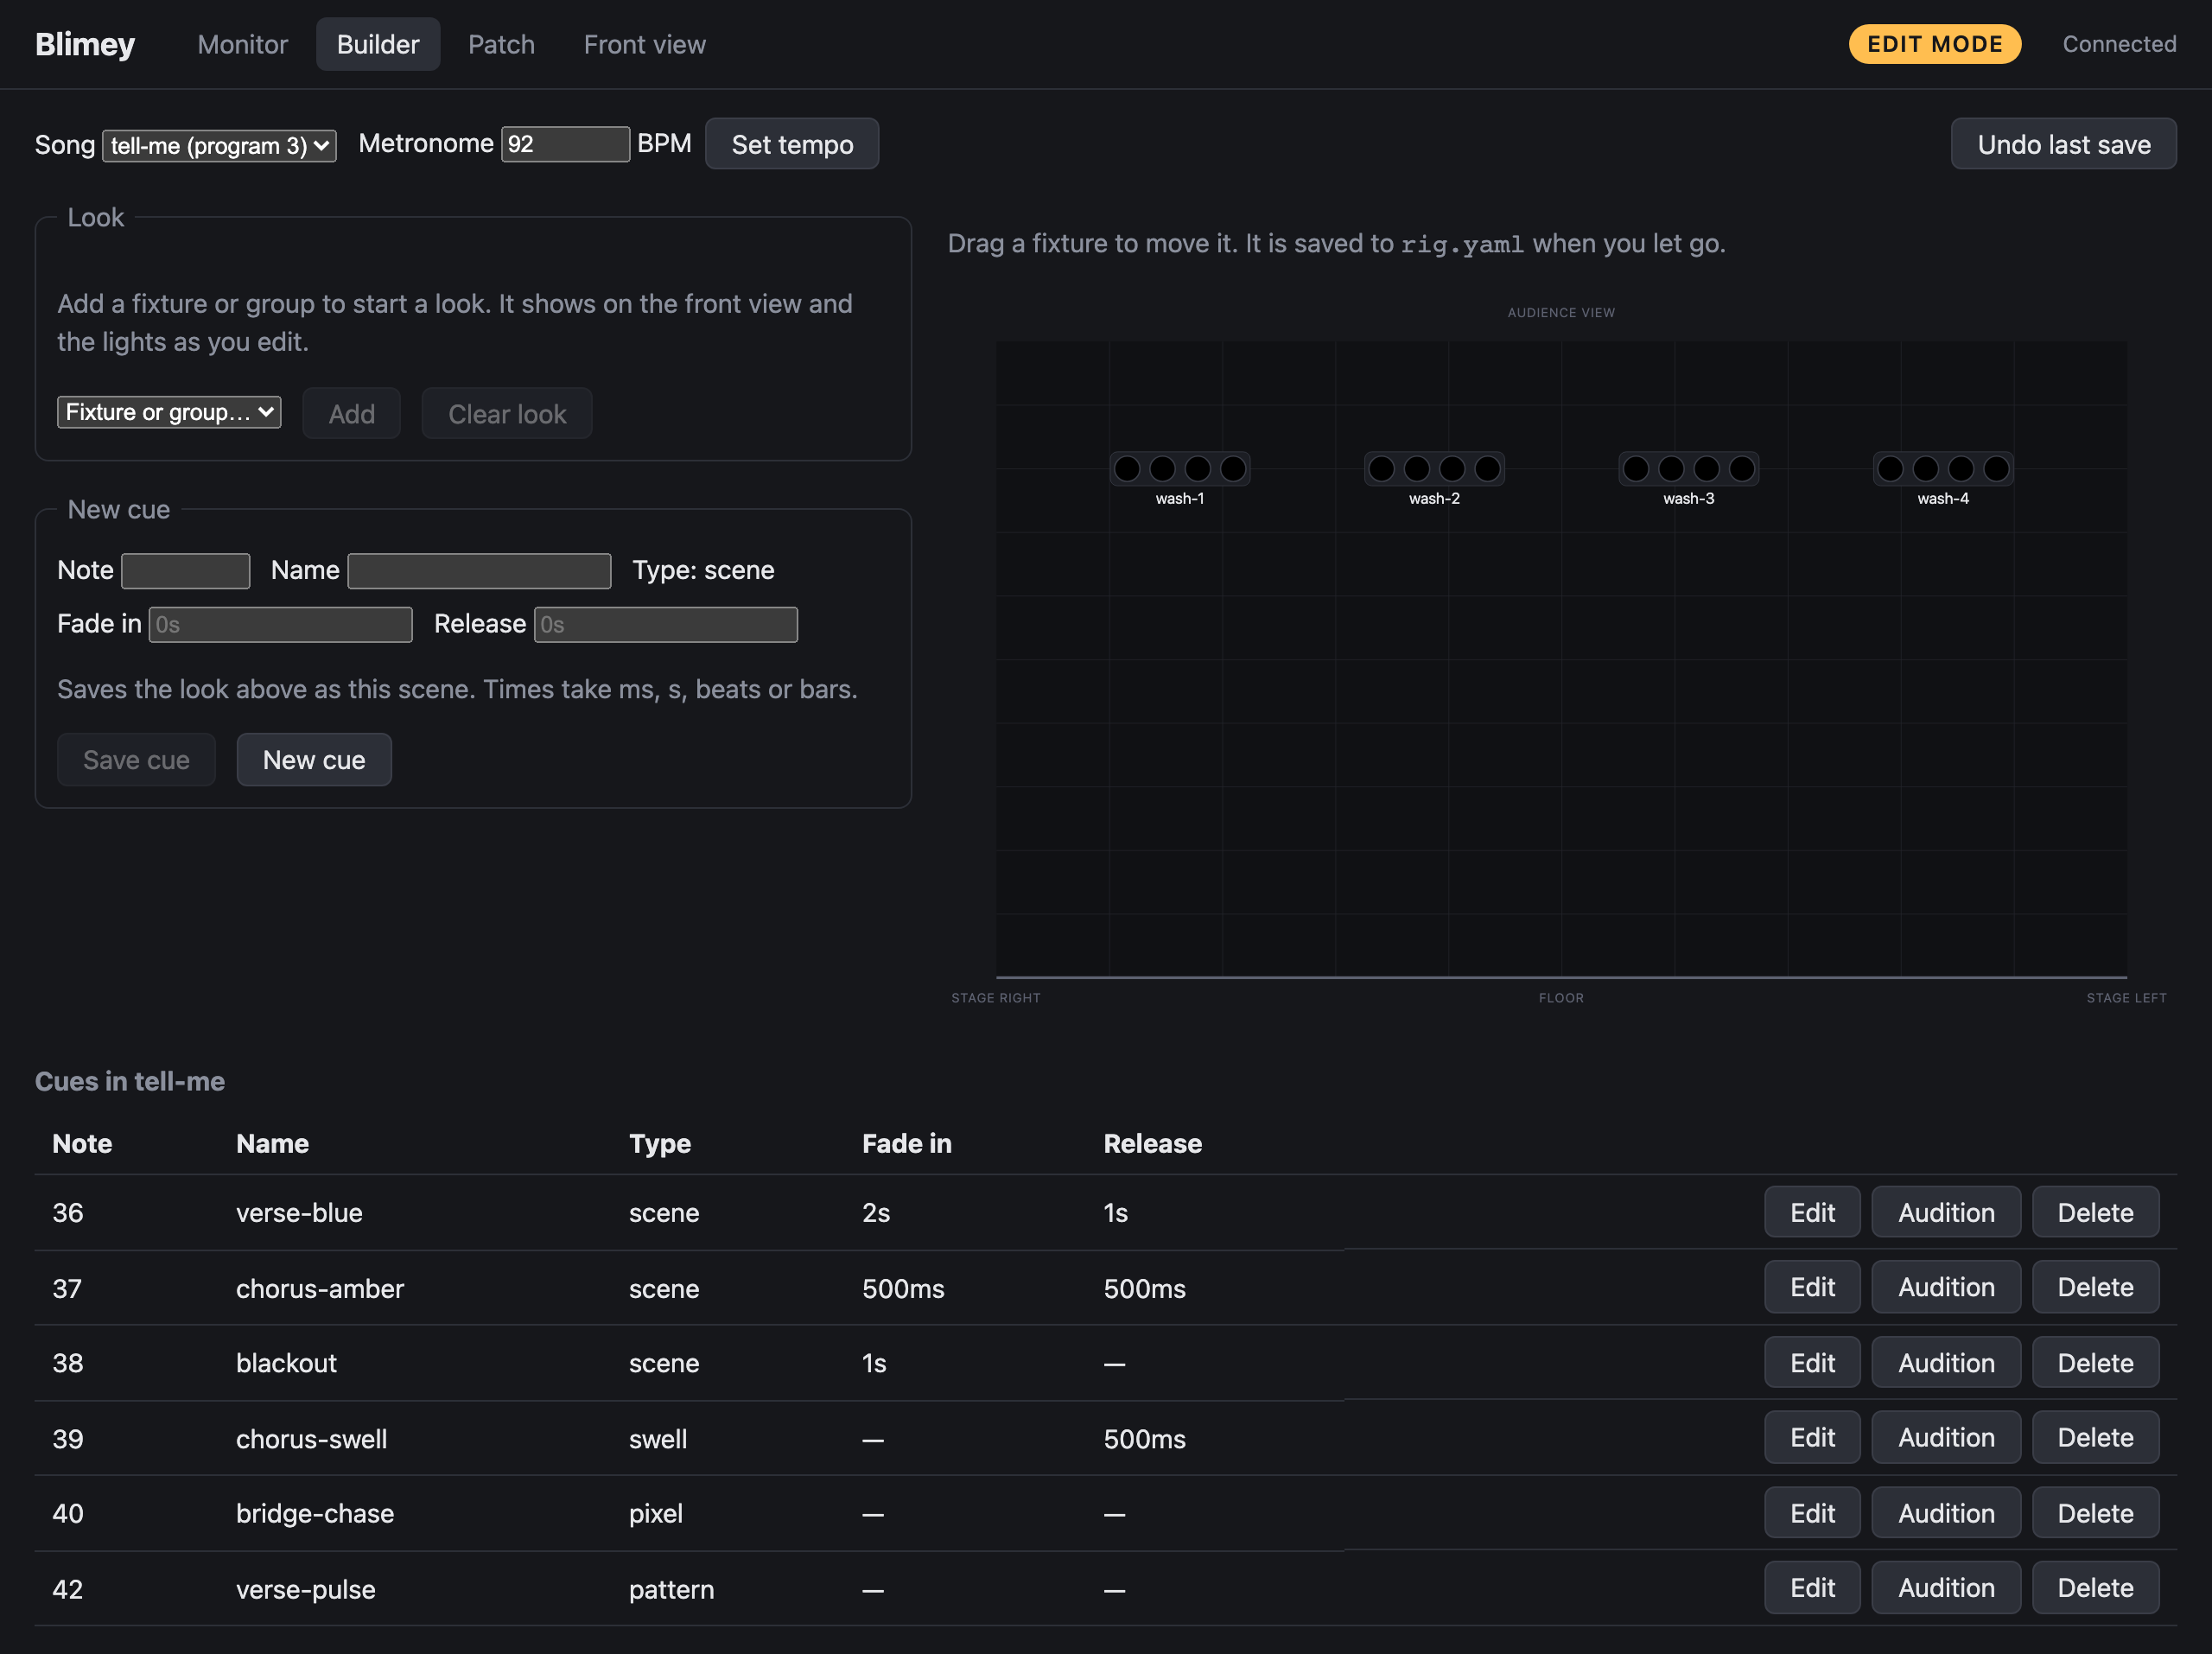 Blimey Monitor Builder Patch Front view EDIT MODE Connected
Song tell-me (program 3) Metronome 92 BPM Set tempo Undo last save
Look
Add a fixture or group to start a look. It shows on the front view and
the lights as you edit.
Fixture or group… Add Clear look
New cue
Note Name Type: scene
Fade in 0s Release 0s
Saves the look above as this scene. Times take ms, s, beats or bars.
Save cue New cue
Drag a fixture to move it. It is saved to rig.yaml when you let go.
AUDIENCE VIEW
wash-1 wash-2 wash-3 wash-4
STAGE RIGHT FLOOR STAGE LEFT
Cues in tell-me
Note Name Type Fade in Release
36 verse-blue scene 2s 1s Edit Audition Delete
37 chorus-amber scene 500ms 500ms Edit Audition Delete
38 blackout scene 1s — Edit Audition Delete
39 chorus-swell swell — 500ms Edit Audition Delete
40 bridge-chase pixel — — Edit Audition Delete
42 verse-pulse pattern — — Edit Audition Delete